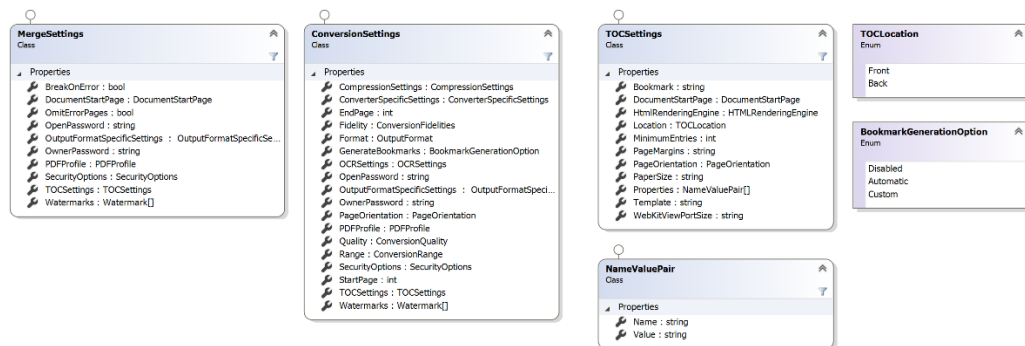 MergeSettings
Class
Properties
BreakOnError : bool
DocumentStartPage : DocumentStartPage
OmitErrorPages : bool
OpenPassword : string
OutputFormatSpecificSettings : OutputFormatSpecificSe...
OwnerPassword : string
PDFProfile : PDFProfile
SecurityOptions : SecurityOptions
TOCSettings : TOCSettings
Watermarks : Watermark[]
ConversionSettings
Class
Properties
CompressionSettings : CompressionSettings
ConverterSpecificSettings : ConverterSpecificSettings
EndPage : int
Fidelity : ConversionFidelities
Format : OutputFormat
GenerateBookmarks : BookmarkGenerationOption
OCRSettings : OCRSettings
OpenPassword : string
OutputFormatSpecificSettings : OutputFormatSpeci...
OwnerPassword : string
PageOrientation : PageOrientation
PDFProfile : PDFProfile
Quality : ConversionQuality
Range : ConversionRange
SecurityOptions : SecurityOptions
StartPage : int
TOCSettings : TOCSettings
Watermarks : Watermark[]
TOCSettings
Class
Properties
Bookmark : string
DocumentStartPage : DocumentStartPage
HtmlRenderingEngine : HTMLRenderingEngine
Location : TOCLocation
MinimumEntries : int
PageMargins : string
PageOrientation : PageOrientation
PaperSize : string
Properties : NameValuePair[]
Template : string
WebKitViewPortSize : string
NameValuePair
Class
Properties
Name : string
Value : string
TOCLocation
Enum
Front
Back
BookmarkGenerationOption
Enum
Disabled
Automatic
Custom